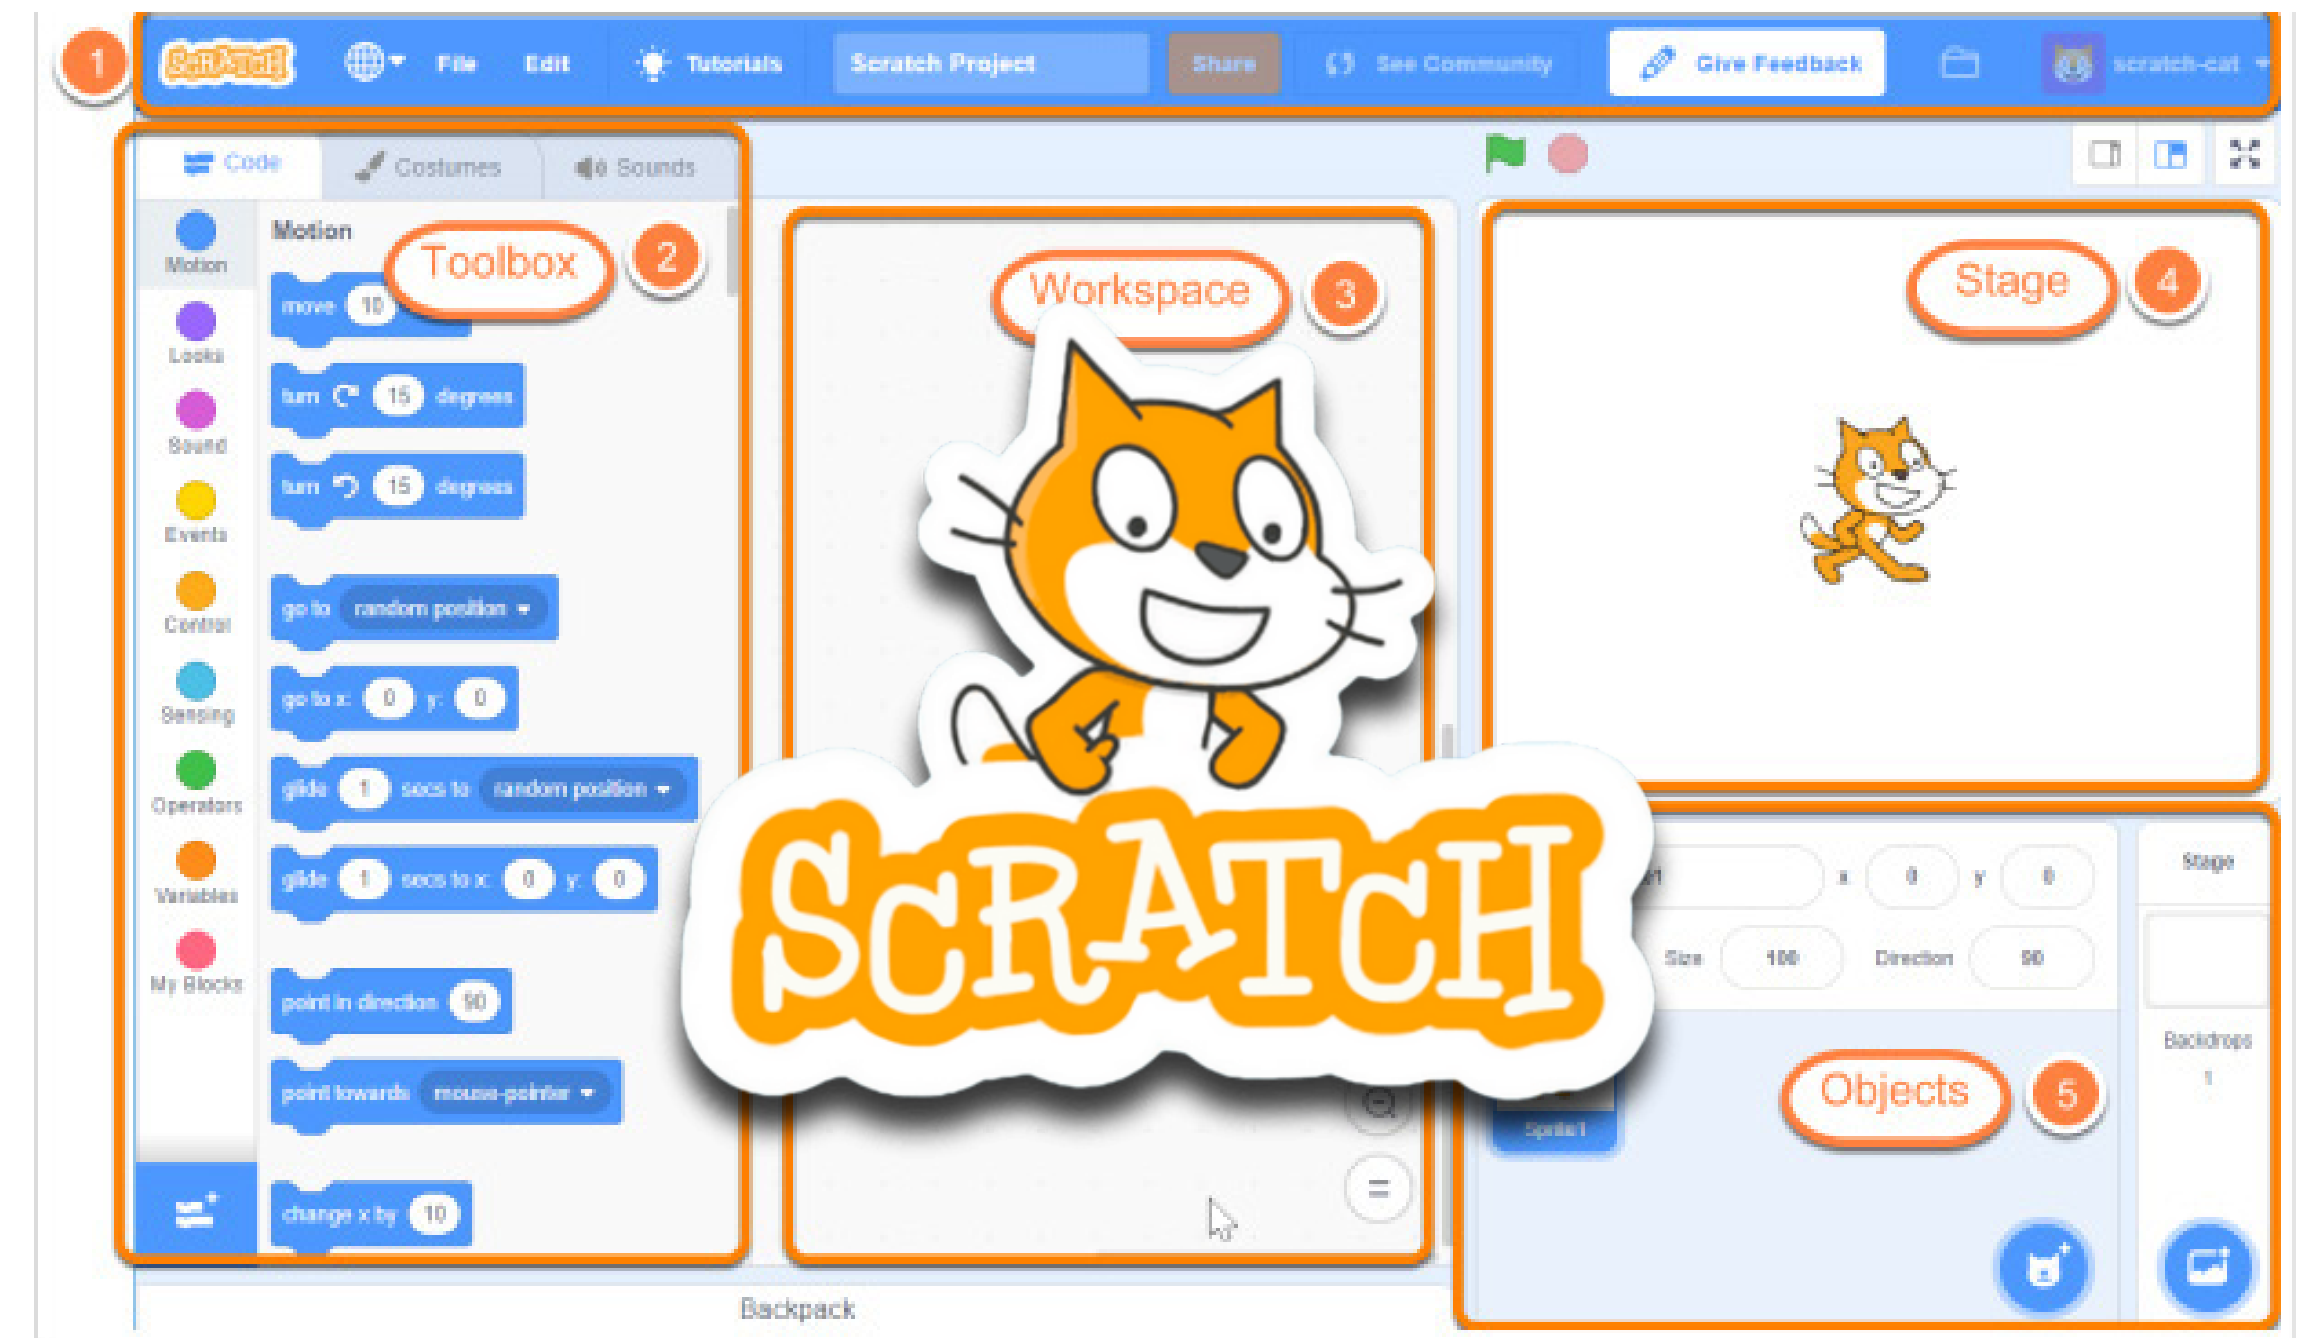 1
SCRATCH
File
Edit
Tutorials
Scratch Project
Share
See Community
Give Feedback
scratch-cat
Code
Costumes
Sounds
Motion
Looks
Sound
Events
Control
Sensing
Operators
Variables
My Blocks
Motion
Toolbox
2
move 10
turn 15 degrees
turn 15 degrees
go to random position
go to x: 0 y: 0
glide 1 secs to random position
glide 1 secs to x: 0 y: 0
point in direction 90
point towards mouse-pointer
change x by 10
Workspace
3
SCRATCH
Stage
4
x 0 y 0
Size 100 Direction 90
Sprite1
Objects
5
Stage
Backdrops
1
Backpack